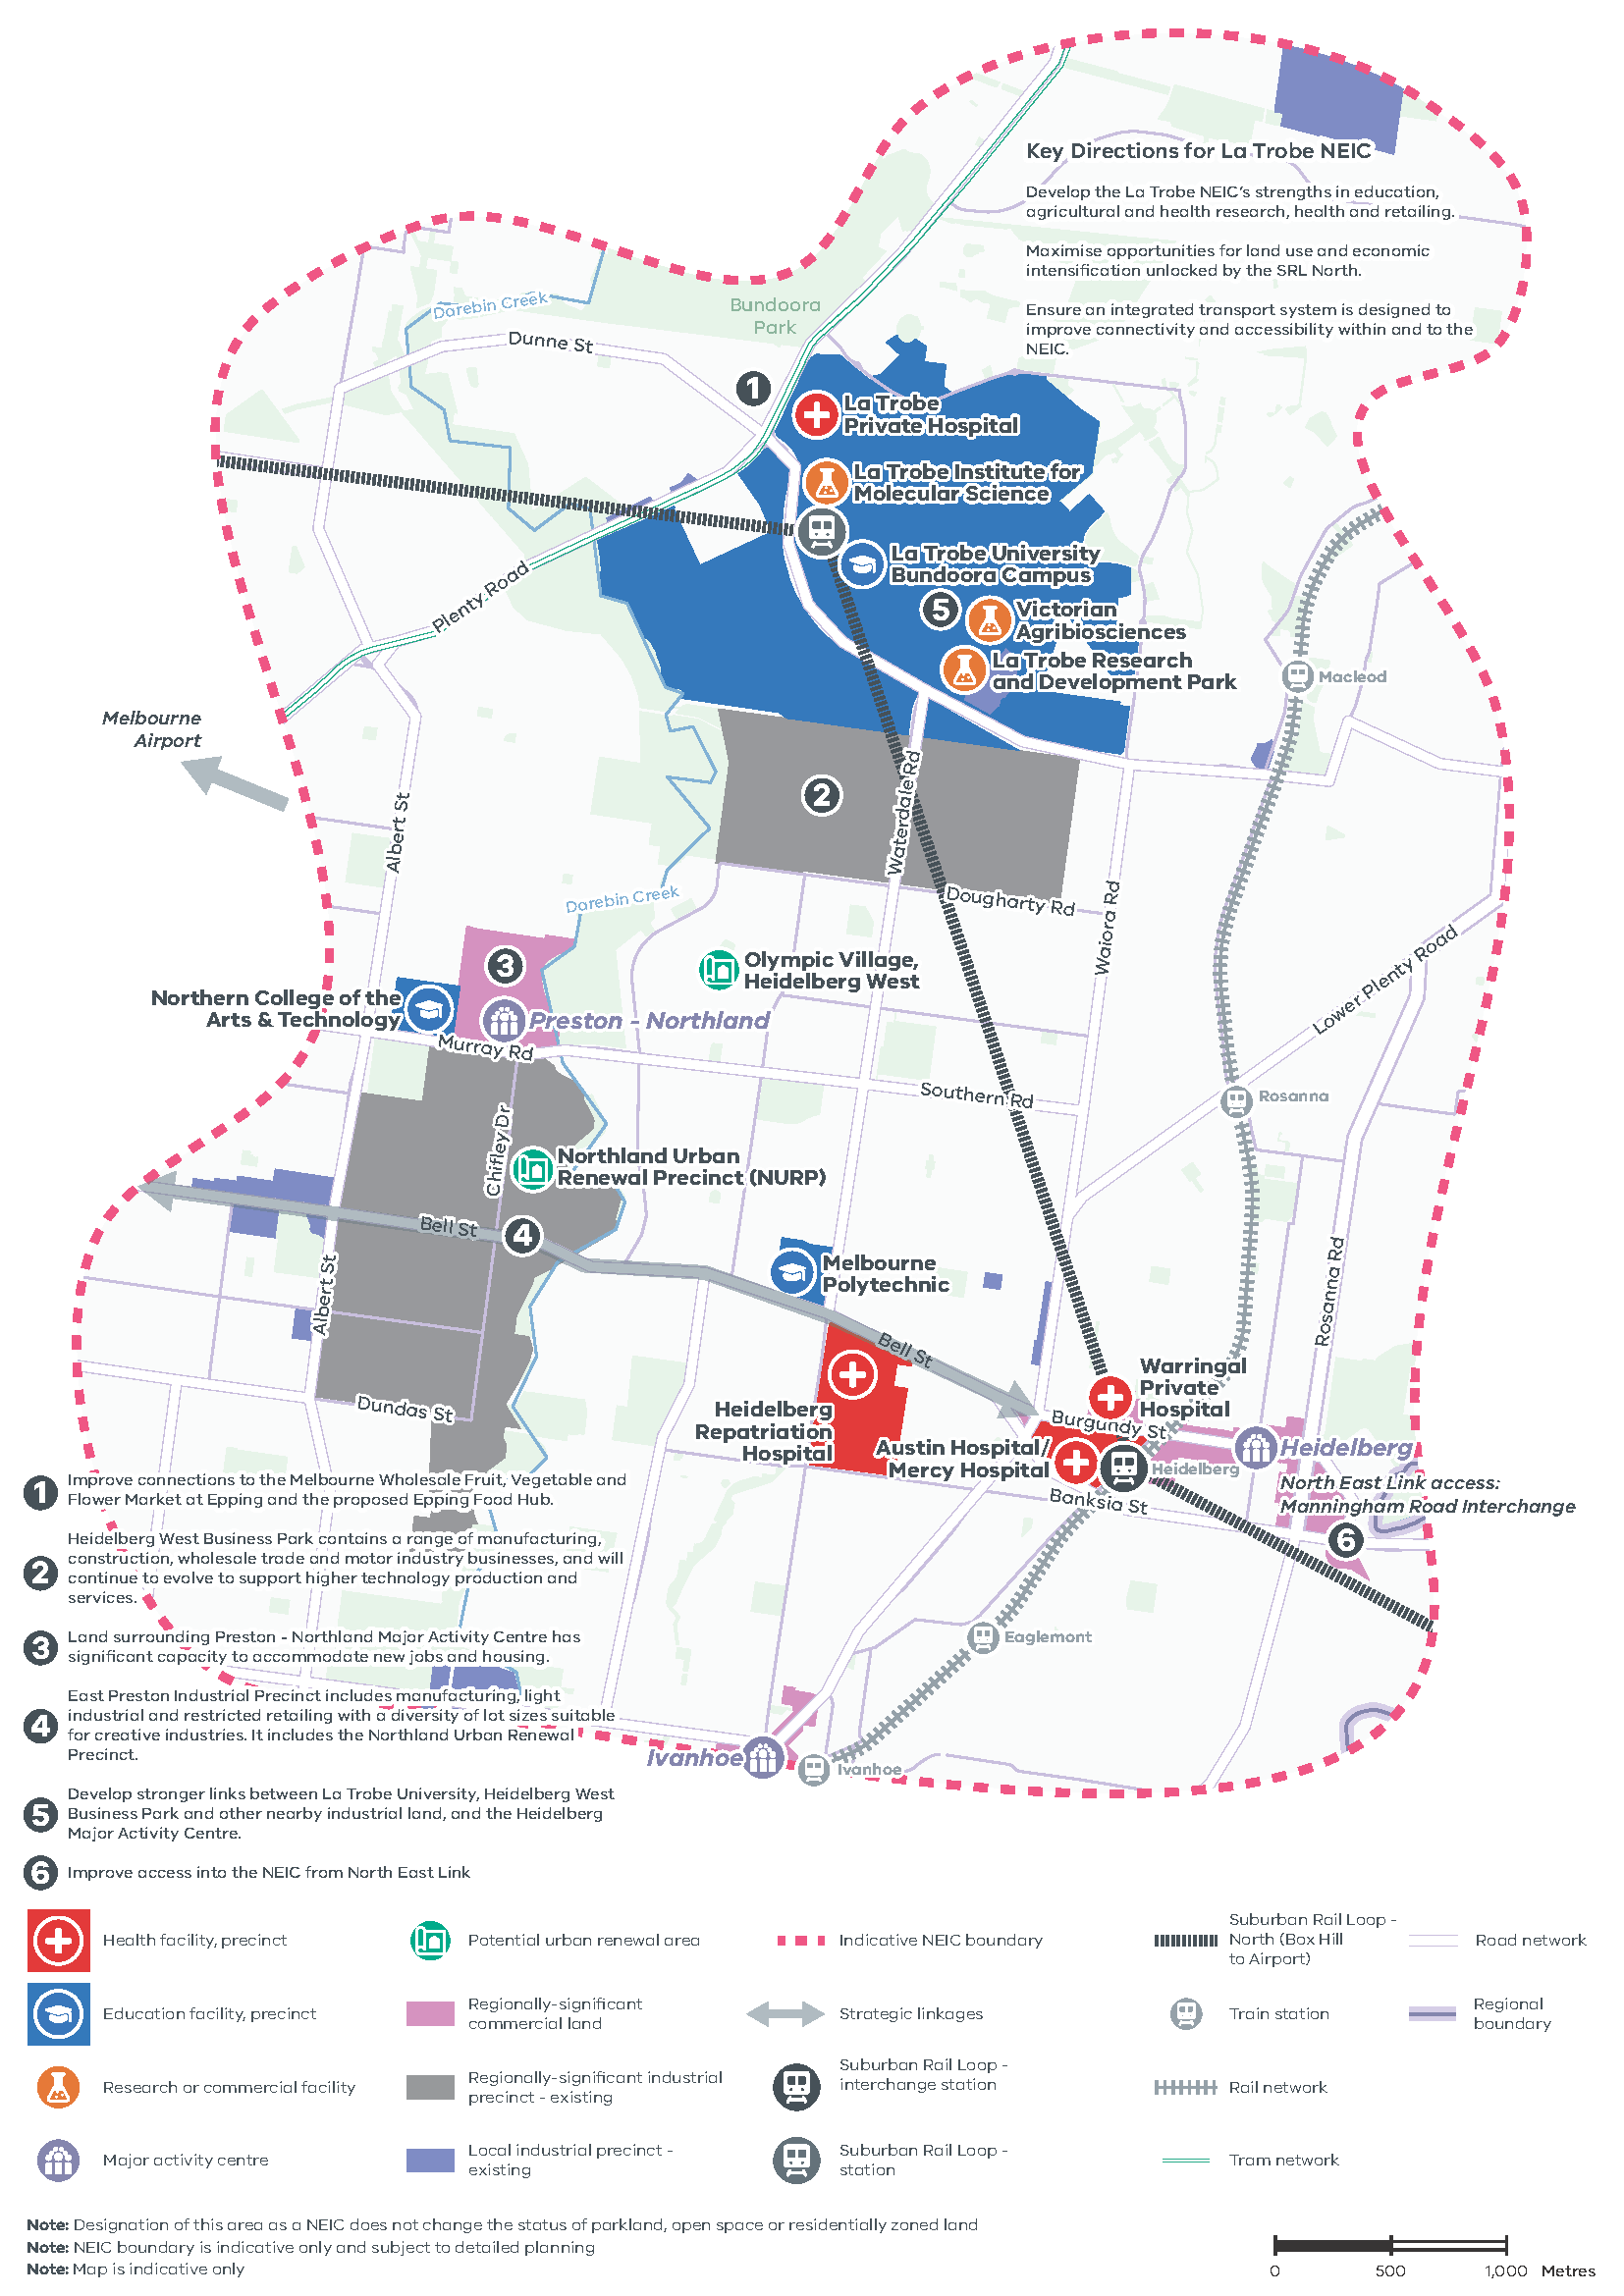 Key Directions for La Trobe NEIC
Develop the La Trobe NEIC's strengths in education,
agricultural and health research, health and retailing.
Maximise opportunities for land use and economic
intensification unlocked by the SRL North.
Ensure an integrated transport system is designed to
improve connectivity and accessibility within and to the
NEIC.
Darebin Creek
Bundoora
Park
Dunne St
1
La Trobe
Private Hospital
La Trobe Institute for
Molecular Science
La Trobe University
Bundoora Campus
5
Victorian
Agribiosciences
La Trobe Research
and Development Park
Plenty Road
Macleod
Melbourne
Airport
Albert St
2
Waterdale Rd
Dougharty Rd
Waiora Rd
Darebin Creek
Lower Plenty Road
3
Olympic Village,
Heidelberg West
Northern College of the
Arts & Technology
Preston - Northland
Murray Rd
Southern Rd
Rosanna
Chifley Dr
Northland Urban
Renewal Precinct (NURP)
Bell St
4
Albert St
Melbourne
Polytechnic
Rosanna Rd
Bell St
Dundas St
Warringal
Private
Hospital
Heidelberg
Repatriation
Hospital
Burgundy St
Austin Hospital/
Mercy Hospital
Heidelberg
Heidelberg
Banksia St
North East Link access:
Manningham Road Interchange
6
Eaglemont
Ivanhoe
Ivanhoe
1
Improve connections to the Melbourne Wholesale Fruit, Vegetable and
Flower Market at Epping and the proposed Epping Food Hub.
2
Heidelberg West Business Park contains a range of manufacturing,
construction, wholesale trade and motor industry businesses, and will
continue to evolve to support higher technology production and
services.
3
Land surrounding Preston - Northland Major Activity Centre has
significant capacity to accommodate new jobs and housing.
4
East Preston Industrial Precinct includes manufacturing, light
industrial and restricted retailing with a diversity of lot sizes suitable
for creative industries. It includes the Northland Urban Renewal
Precinct.
5
Develop stronger links between La Trobe University, Heidelberg West
Business Park and other nearby industrial land, and the Heidelberg
Major Activity Centre.
6
Improve access into the NEIC from North East Link
Health facility, precinct
Education facility, precinct
Research or commercial facility
Major activity centre
Potential urban renewal area
Regionally-significant
commercial land
Regionally-significant industrial
precinct - existing
Local industrial precinct -
existing
Indicative NEIC boundary
Strategic linkages
Suburban Rail Loop -
interchange station
Suburban Rail Loop -
station
Suburban Rail Loop -
North (Box Hill
to Airport)
Train station
Rail network
Tram network
Road network
Regional
boundary
Note: Designation of this area as a NEIC does not change the status of parkland, open space or residentially zoned land
Note: NEIC boundary is indicative only and subject to detailed planning
Note: Map is indicative only
0 500 1,000 Metres